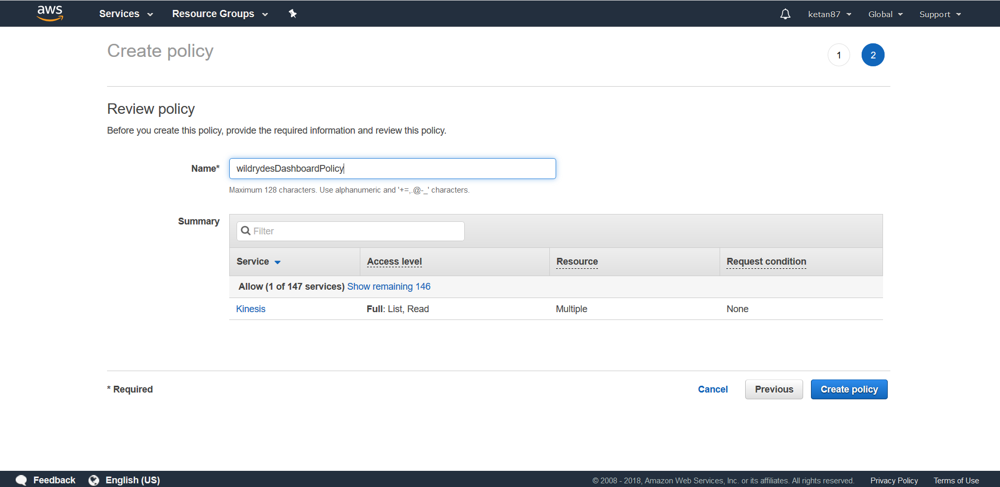 aws Services Resource Groups ketan87 Global Support
Create policy 1 2
Review policy
Before you create this policy, provide the required information and review this policy.
Name* wildrydesDashboardPolicy
Maximum 128 characters. Use alphanumeric and '+=,.@-_' characters.
Summary
Filter
Service Access level Resource Request condition
Allow (1 of 147 services) Show remaining 146
Kinesis Full: List, Read Multiple None
* Required Cancel Previous Create policy
Feedback English (US) © 2008 - 2018, Amazon Web Services, Inc. or its affiliates. All rights reserved. Privacy Policy Terms of Use